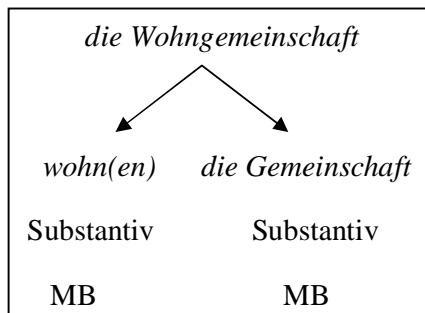 die Wohngemeinschaft
wohn(en) die Gemeinschaft
Substantiv Substantiv
MB MB